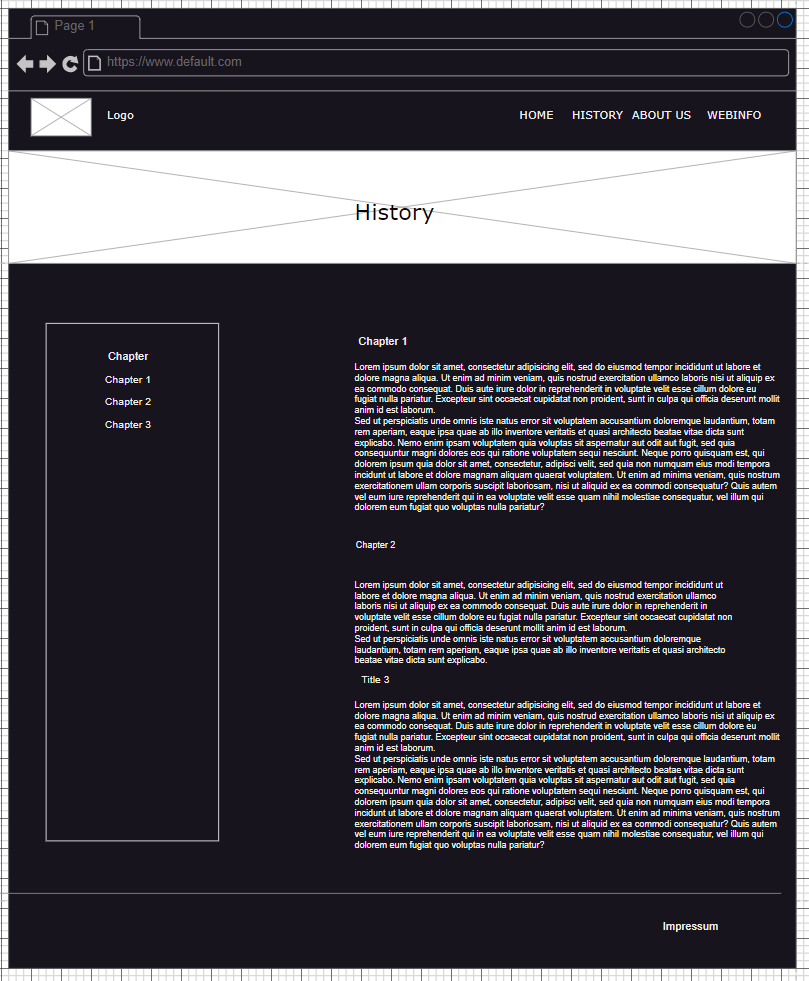 Page 1
https://www.default.com
Logo
HOME HISTORY ABOUT US WEBINFO
History
Chapter
Chapter 1
Chapter 2
Chapter 3
Chapter 1
Lorem ipsum dolor sit amet, consectetur adipisicing elit, sed do eiusmod tempor incididunt ut labore et
dolore magna aliqua. Ut enim ad minim veniam, quis nostrud exercitation ullamco laboris nisi ut aliquip ex
ea commodo consequat. Duis aute irure dolor in reprehenderit in voluptate velit esse cillum dolore eu
fugiat nulla pariatur. Excepteur sint occaecat cupidatat non proident, sunt in culpa qui officia deserunt mollit
anim id est laborum.
Sed ut perspiciatis unde omnis iste natus error sit voluptatem accusantium doloremque laudantium, totam
rem aperiam, eaque ipsa quae ab illo inventore veritatis et quasi architecto beatae vitae dicta sunt
explicabo. Nemo enim ipsam voluptatem quia voluptas sit aspernatur aut odit aut fugit, sed quia
consequuntur magni dolores eos qui ratione voluptatem sequi nesciunt. Neque porro quisquam est, qui
dolorem ipsum quia dolor sit amet, consectetur, adipisci velit, sed quia non numquam eius modi tempora
incidunt ut labore et dolore magnam aliquam quaerat voluptatem. Ut enim ad minima veniam, quis nostrum
exercitationem ullam corporis suscipit laboriosam, nisi ut aliquid ex ea commodi consequatur? Quis autem
vel eum iure reprehenderit qui in ea voluptate velit esse quam nihil molestiae consequatur, vel illum qui
dolorem eum fugiat quo voluptas nulla pariatur?
Chapter 2
Lorem ipsum dolor sit amet, consectetur adipisicing elit, sed do eiusmod tempor incididunt ut
labore et dolore magna aliqua. Ut enim ad minim veniam, quis nostrud exercitation ullamco
laboris nisi ut aliquip ex ea commodo consequat. Duis aute irure dolor in reprehenderit in
voluptate velit esse cillum dolore eu fugiat nulla pariatur. Excepteur sint occaecat cupidatat non
proident, sunt in culpa qui officia deserunt mollit anim id est laborum.
Sed ut perspiciatis unde omnis iste natus error sit voluptatem accusantium doloremque
laudantium, totam rem aperiam, eaque ipsa quae ab illo inventore veritatis et quasi architecto
beatae vitae dicta sunt explicabo.
Title 3
Lorem ipsum dolor sit amet, consectetur adipisicing elit, sed do eiusmod tempor incididunt ut labore et
dolore magna aliqua. Ut enim ad minim veniam, quis nostrud exercitation ullamco laboris nisi ut aliquip ex
ea commodo consequat. Duis aute irure dolor in reprehenderit in voluptate velit esse cillum dolore eu
fugiat nulla pariatur. Excepteur sint occaecat cupidatat non proident, sunt in culpa qui officia deserunt mollit
anim id est laborum.
Sed ut perspiciatis unde omnis iste natus error sit voluptatem accusantium doloremque laudantium, totam
rem aperiam, eaque ipsa quae ab illo inventore veritatis et quasi architecto beatae vitae dicta sunt
explicabo. Nemo enim ipsam voluptatem quia voluptas sit aspernatur aut odit aut fugit, sed quia
consequuntur magni dolores eos qui ratione voluptatem sequi nesciunt. Neque porro quisquam est, qui
dolorem ipsum quia dolor sit amet, consectetur, adipisci velit, sed quia non numquam eius modi tempora
incidunt ut labore et dolore magnam aliquam quaerat voluptatem. Ut enim ad minima veniam, quis nostrum
exercitationem ullam corporis suscipit laboriosam, nisi ut aliquid ex ea commodi consequatur? Quis autem
vel eum iure reprehenderit qui in ea voluptate velit esse quam nihil molestiae consequatur, vel illum qui
dolorem eum fugiat quo voluptas nulla pariatur?
Impressum